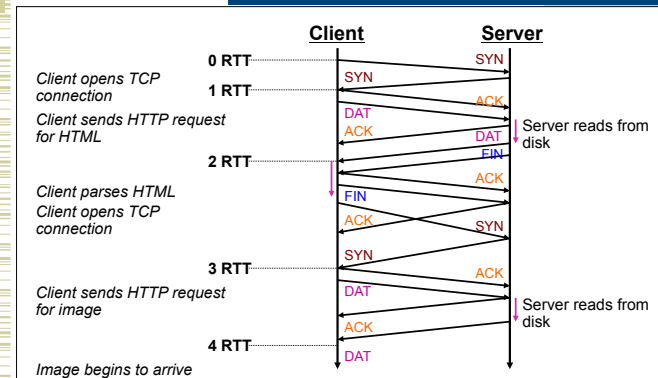 Client Server
0 RTT SYN
Client opens TCP
connection
SYN
1 RTT
ACK
Client sends HTTP request
for HTML
DAT
ACK
DAT
Server reads from
disk
2 RTT FIN
ACK
Client parses HTML
FIN
Client opens TCP
connection
ACK
SYN
SYN
3 RTT
ACK
Client sends HTTP request
for image
DAT
Server reads from
disk
ACK
4 RTT
DAT
Image begins to arrive